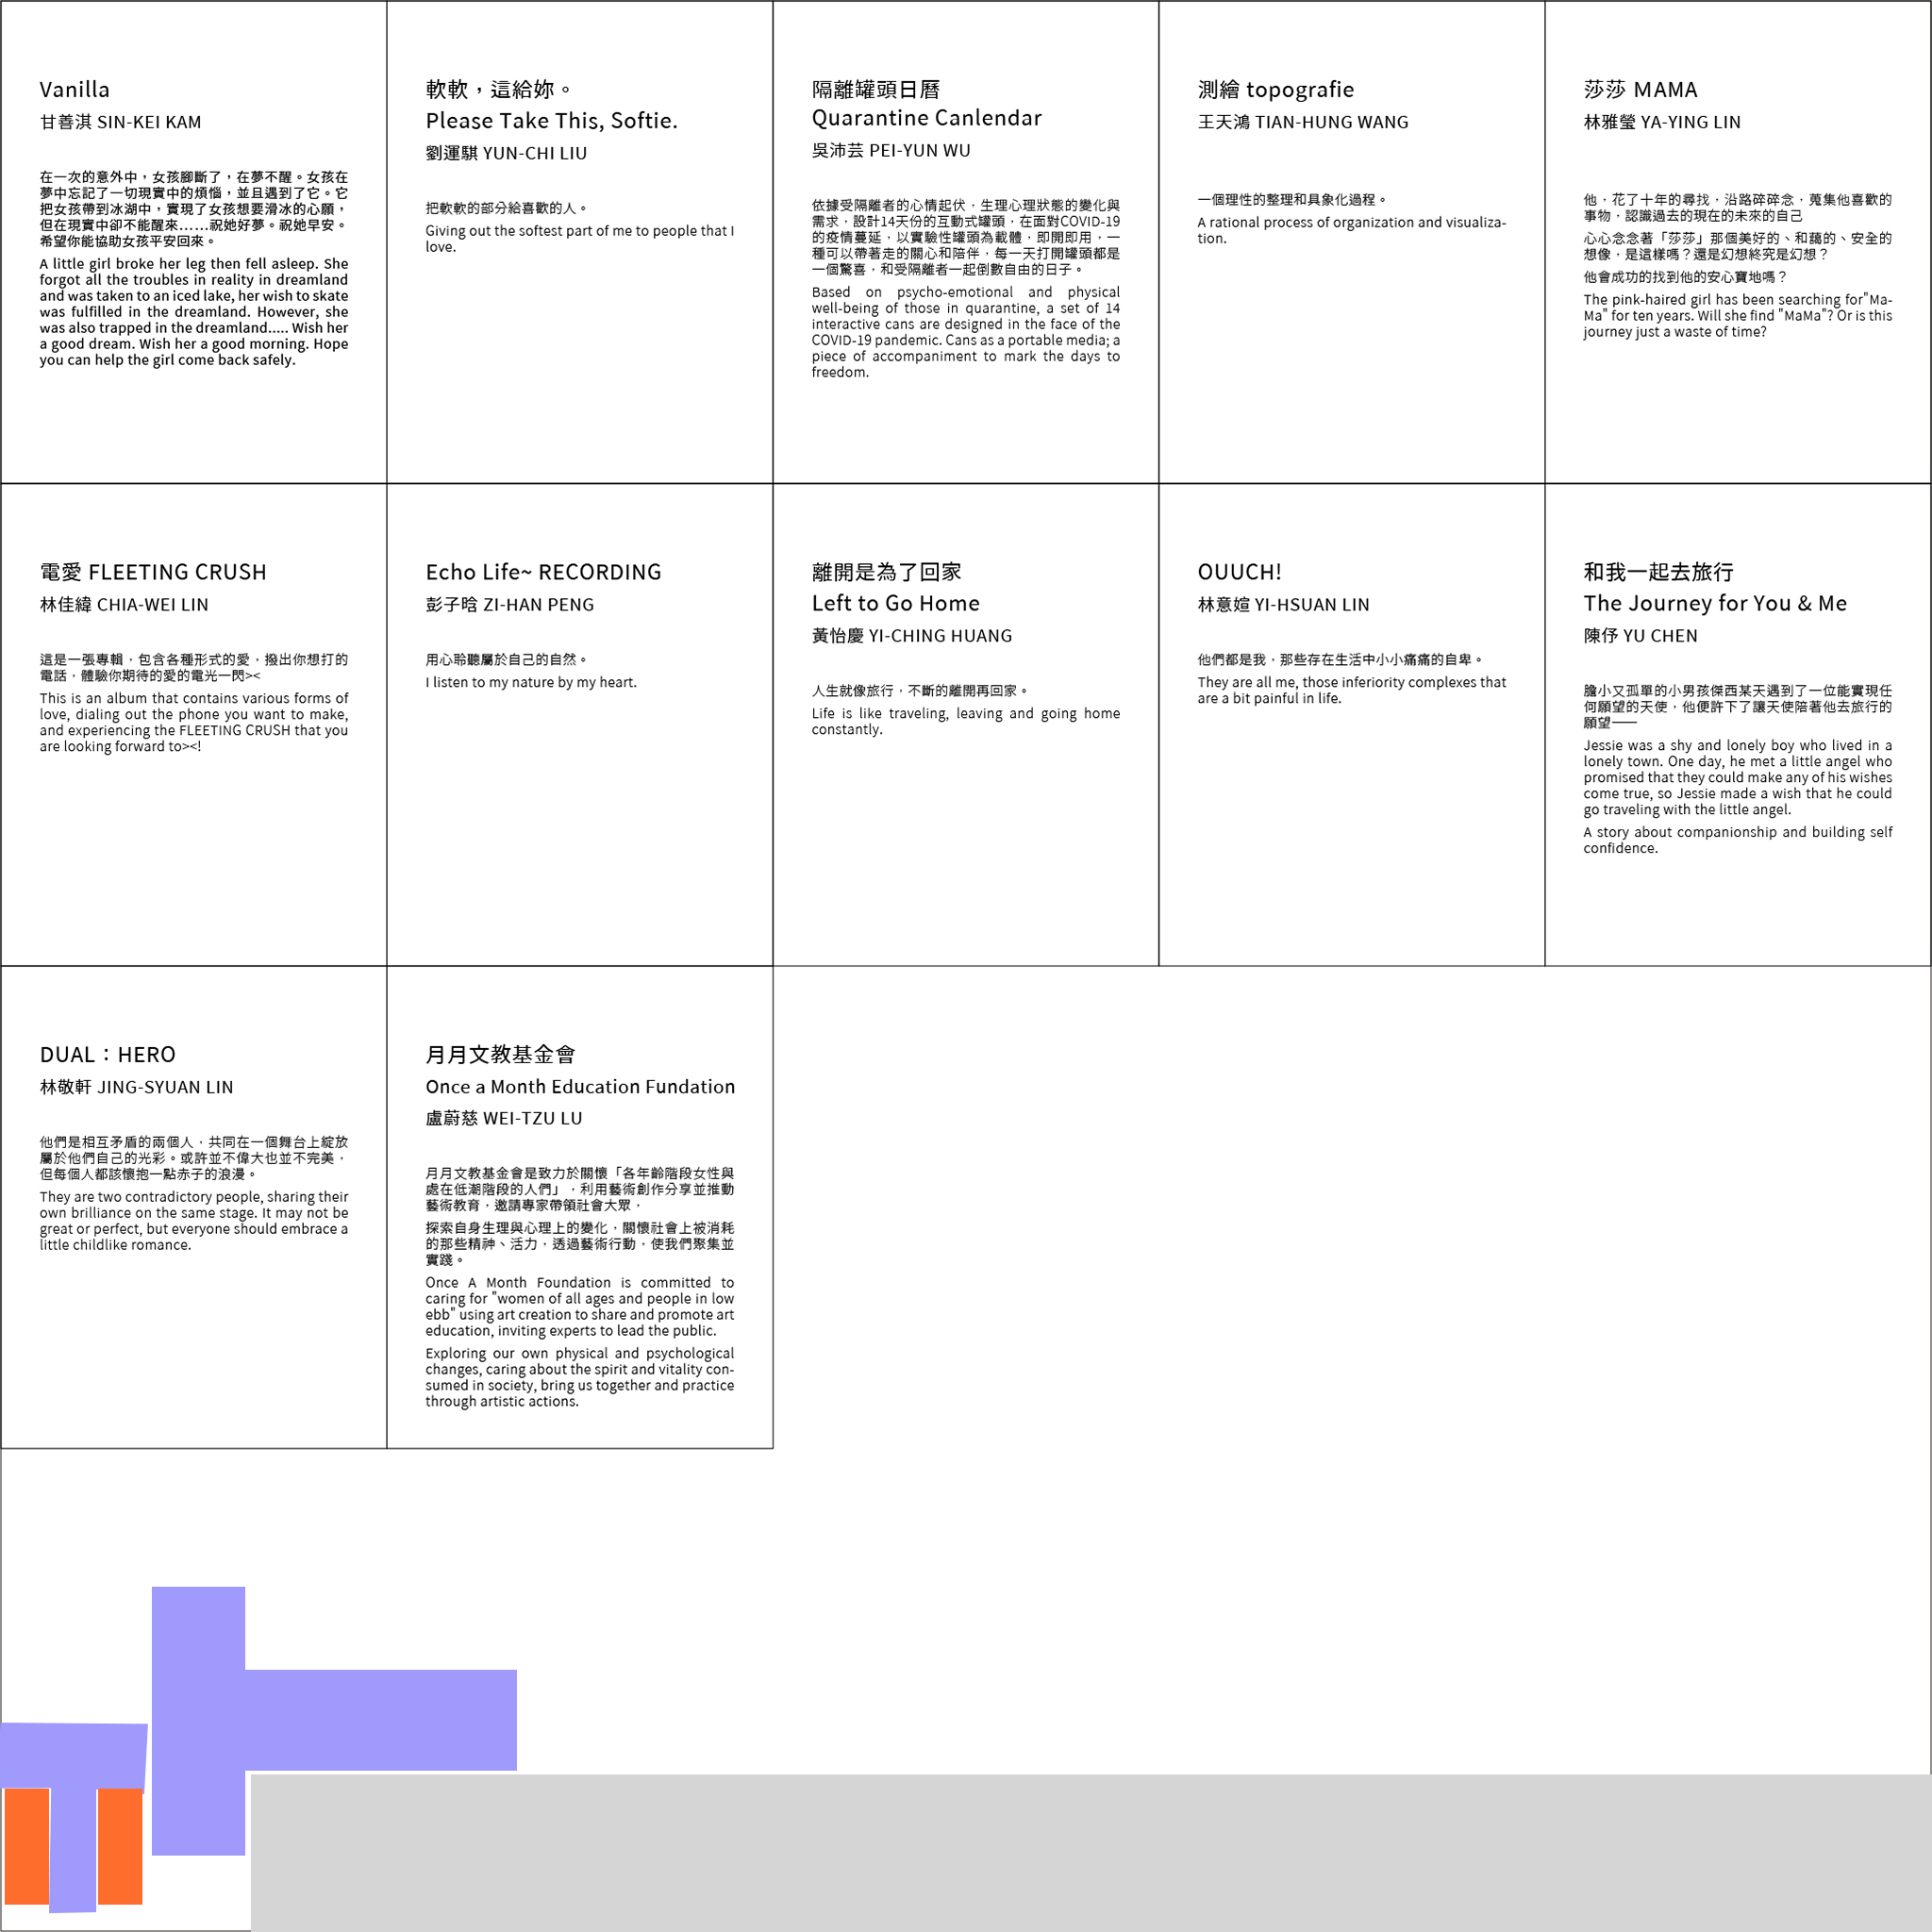 Vanilla
甘善淇 SIN-KEI KAM
在一次的意外中，女孩腳斷了，在夢不醒。女孩在
夢中忘記了一切現實中的煩惱，並且遇到了它。它
把女孩帶到冰湖中，實現了女孩想要滑冰的心願，
但在現實中卻不能醒來……祝她好夢。祝她早安。
希望你能協助女孩平安回來。
A little girl broke her leg then fell asleep. She
forgot all the troubles in reality in dreamland
and was taken to an iced lake, her wish to skate
was fulfilled in the dreamland. However, she
was also trapped in the dreamland..... Wish her
a good dream. Wish her a good morning. Hope
you can help the girl come back safely.
軟軟，這給妳。
Please Take This, Softie.
劉運騏 YUN-CHI LIU
把軟軟的部分給喜歡的人。
Giving out the softest part of me to people that I
love.
隔離罐頭日曆
Quarantine Canlendar
吳沛芸 PEI-YUN WU
依據受隔離者的心情起伏，生理心理狀態的變化與
需求，設計14天份的互動式罐頭，在面對COVID-19
的疫情蔓延，以實驗性罐頭為載體，即開即用，一
種可以帶著走的關心和陪伴，每一天打開罐頭都是
一個驚喜，和受隔離者一起倒數自由的日子。
Based on psycho-emotional and physical
well-being of those in quarantine, a set of 14
interactive cans are designed in the face of the
COVID-19 pandemic. Cans as a portable media; a
piece of accompaniment to mark the days to
freedom.
測繪 topografie
王天鴻 TIAN-HUNG WANG
一個理性的整理和具象化過程。
A rational process of organization and visualiza-
tion.
莎莎 MAMA
林雅瑩 YA-YING LIN
他，花了十年的尋找，沿路碎碎念，蒐集他喜歡的
事物，認識過去的現在的未來的自己
心心念念著「莎莎」那個美好的、和藹的、安全的
想像，是這樣嗎？還是幻想終究是幻想？
他會成功的找到他的安心寶地嗎？
The pink-haired girl has been searching for"Ma-
Ma" for ten years. Will she find "MaMa"? Or is this
journey just a waste of time?
電愛 FLEETING CRUSH
林佳緯 CHIA-WEI LIN
這是一張專輯，包含各種形式的愛，撥出你想打的
電話，體驗你期待的愛的電光一閃><
This is an album that contains various forms of
love, dialing out the phone you want to make,
and experiencing the FLEETING CRUSH that you
are looking forward to><!
Echo Life~ RECORDING
彭子晗 ZI-HAN PENG
用心聆聽屬於自己的自然。
I listen to my nature by my heart.
離開是為了回家
Left to Go Home
黃怡慶 YI-CHING HUANG
人生就像旅行，不斷的離開再回家。
Life is like traveling, leaving and going home
constantly.
OUUCH!
林意媗 YI-HSUAN LIN
他們都是我，那些存在生活中小小痛痛的自卑。
They are all me, those inferiority complexes that
are a bit painful in life.
和我一起去旅行
The Journey for You & Me
陳伃 YU CHEN
膽小又孤單的小男孩傑西某天遇到了一位能實現任
何願望的天使，他便許下了讓天使陪著他去旅行的
願望——
Jessie was a shy and lonely boy who lived in a
lonely town. One day, he met a little angel who
promised that they could make any of his wishes
come true, so Jessie made a wish that he could
go traveling with the little angel.
A story about companionship and building self
confidence.
DUAL：HERO
林敬軒 JING-SYUAN LIN
他們是相互矛盾的兩個人，共同在一個舞台上綻放
屬於他們自己的光彩。或許並不偉大也並不完美，
但每個人都該懷抱一點赤子的浪漫。
They are two contradictory people, sharing their
own brilliance on the same stage. It may not be
great or perfect, but everyone should embrace a
little childlike romance.
月月文教基金會
Once a Month Education Fundation
盧蔚慈 WEI-TZU LU
月月文教基金會是致力於關懷「各年齡階段女性與
處在低潮階段的人們」，利用藝術創作分享並推動
藝術教育，邀請專家帶領社會大眾，
探索自身生理與心理上的變化，關懷社會上被消耗
的那些精神、活力，透過藝術行動，使我們聚集並
實踐。
Once A Month Foundation is committed to
caring for "women of all ages and people in low
ebb" using art creation to share and promote art
education, inviting experts to lead the public.
Exploring our own physical and psychological
changes, caring about the spirit and vitality con-
sumed in society, bring us together and practice
through artistic actions.